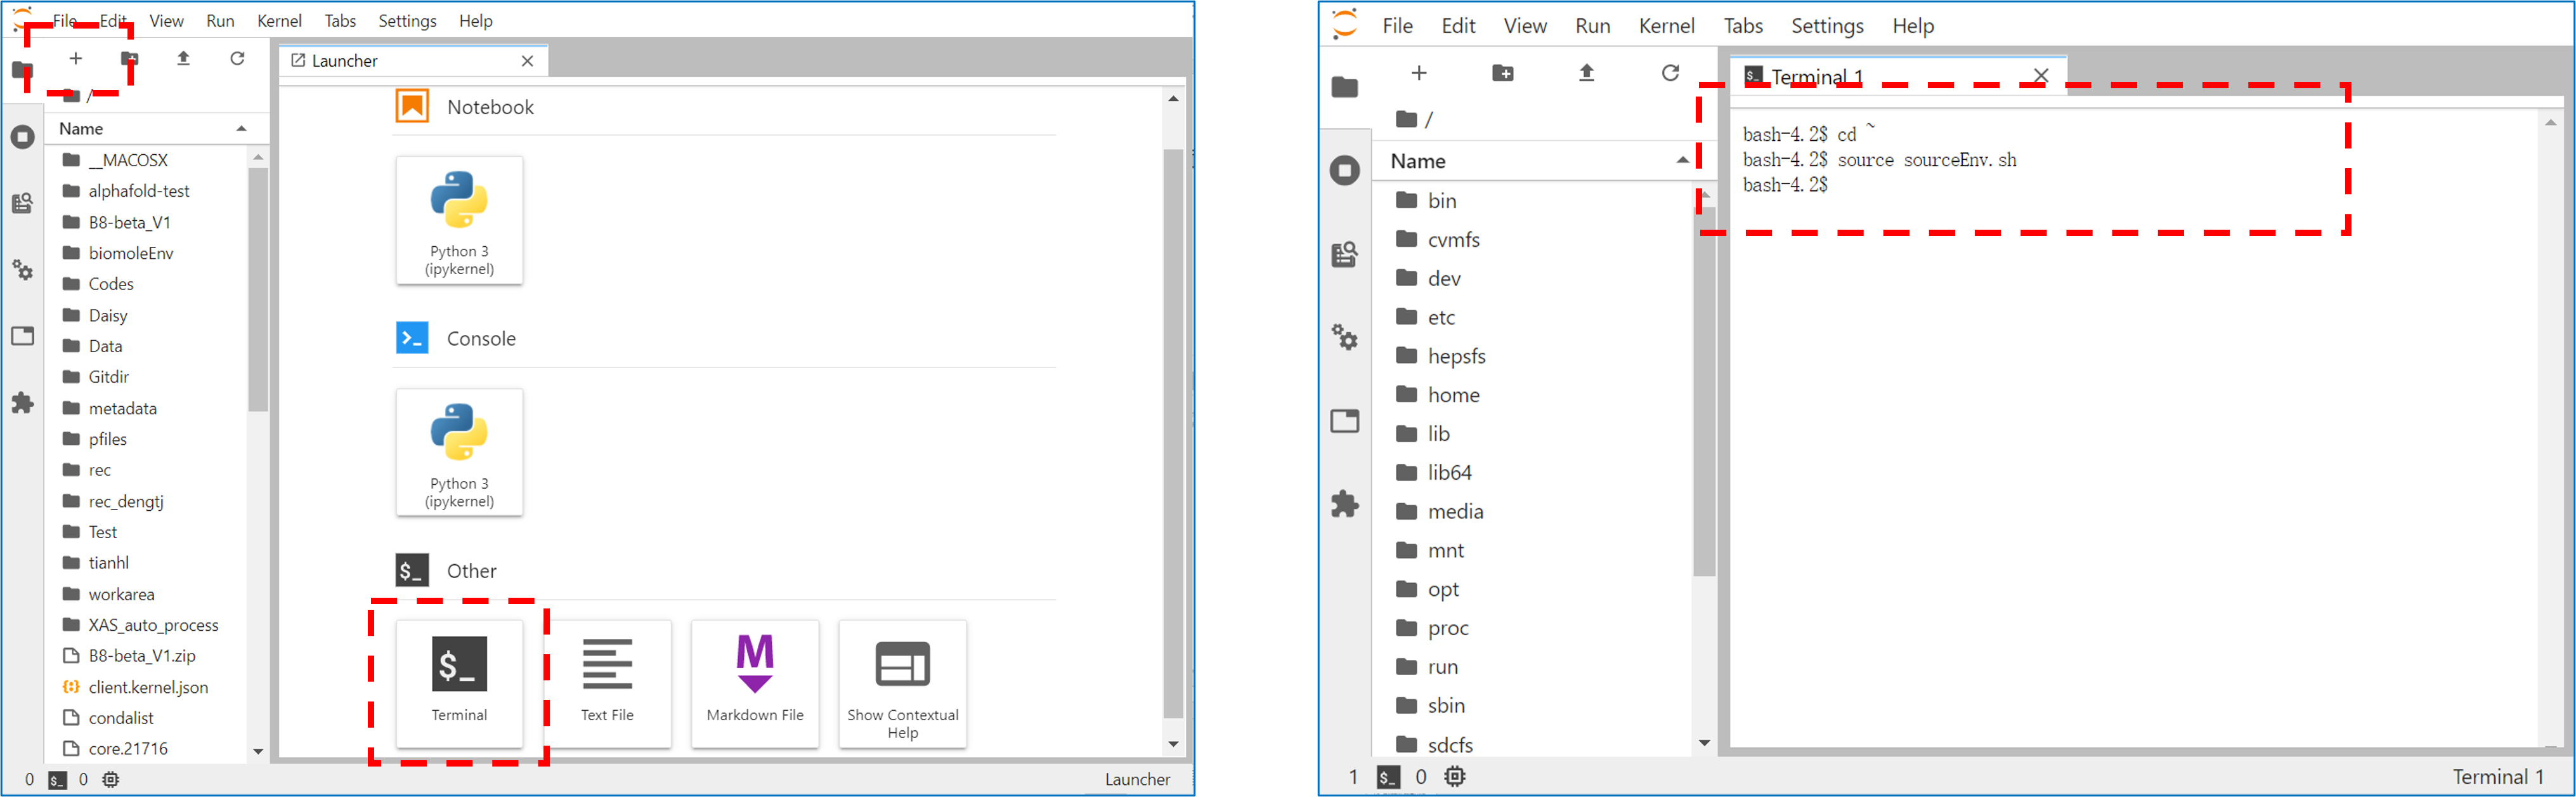 File Edit View Run Kernel Tabs Settings Help
Launcher
/
Name
__MACOSX
alphafold-test
B8-beta_V1
biomoleEnv
Codes
Daisy
Data
Gitdir
metadata
pfiles
rec
rec_dengtj
Test
tianhl
workarea
XAS_auto_process
B8-beta_V1.zip
client.kernel.json
condalist
core.21716
Notebook
Python 3
(ipykernel)
Console
Python 3
(ipykernel)
$_ Other
$_
Terminal
Text File
M
Markdown File
Show Contextual
Help
0 $_ 0
Launcher
File Edit View Run Kernel Tabs Settings Help
$_ Terminal 1
/
Name
bin
cvmfs
dev
etc
hepsfs
home
lib
lib64
media
mnt
opt
proc
run
sbin
sdcfs
bash-4.2$ cd ~
bash-4.2$ source sourceEnv.sh
bash-4.2$
1 $_ 0
Terminal 1